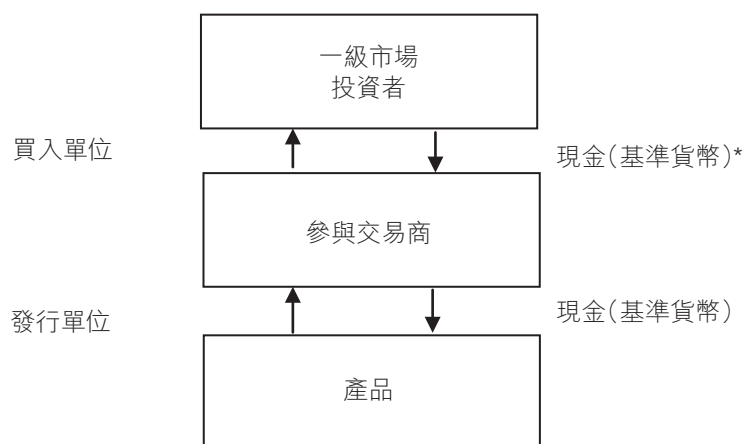 一級市場
投資者
買入單位
現金(基準貨幣)*
參與交易商
發行單位
現金(基準貨幣)
產品